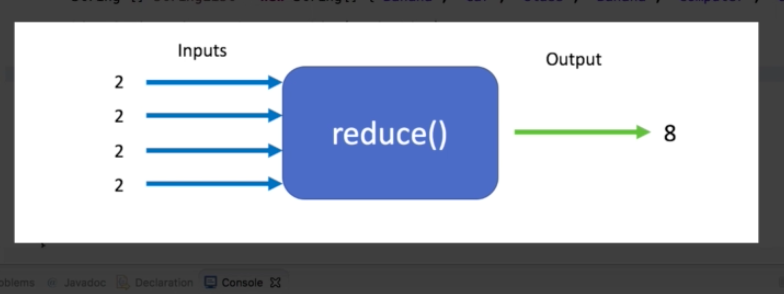 Inputs
Output
2
2
2
2
reduce()
8
Javadoc
Declaration
Console